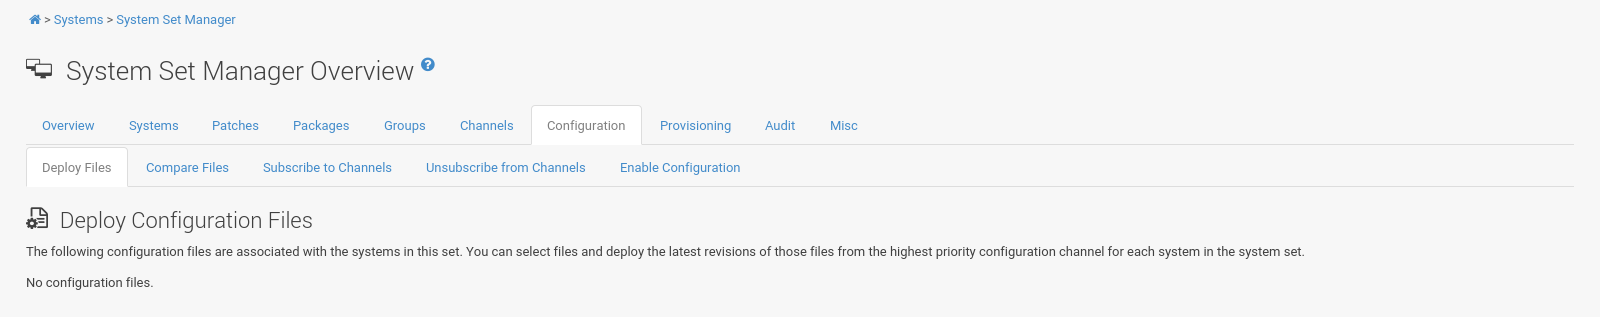 > Systems > System Set Manager
System Set Manager Overview ?
Overview Systems Patches Packages Groups Channels Configuration Provisioning Audit Misc
Deploy Files Compare Files Subscribe to Channels Unsubscribe from Channels Enable Configuration
Deploy Configuration Files
The following configuration files are associated with the systems in this set. You can select files and deploy the latest revisions of those files from the highest priority configuration channel for each system in the system set.
No configuration files.